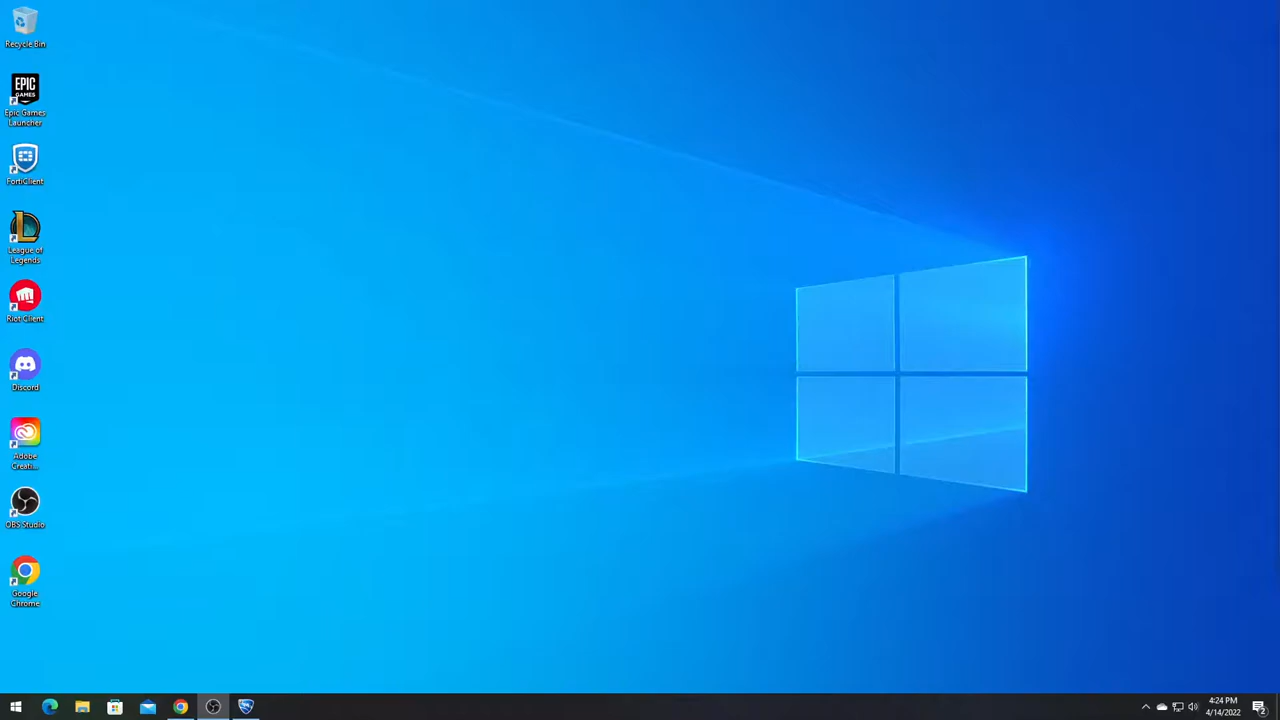 Recycle Bin
EPIC
GAMES
Epic Games
Launcher
FortiClient
League of
Legends
Riot Client
Discord
Adobe
Creati...
OBS Studio
Google
Chrome
4:24 PM
4/14/2022
2